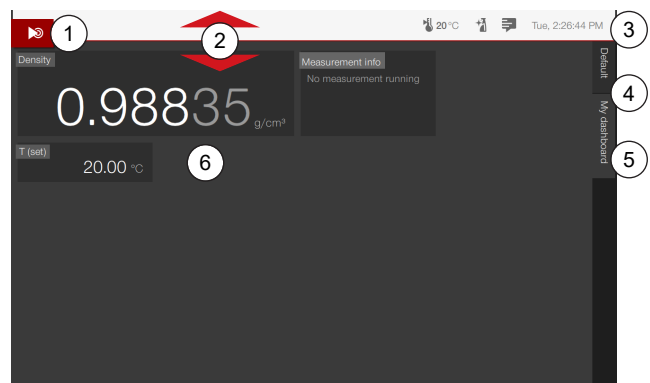 1
2
20 °C
Tue, 2:26:44 PM
3
Density
0.98835 g/cm³
Measurement info
No measurement running
Default
4
My dashboard
5
T (set)
20.00 °C
6